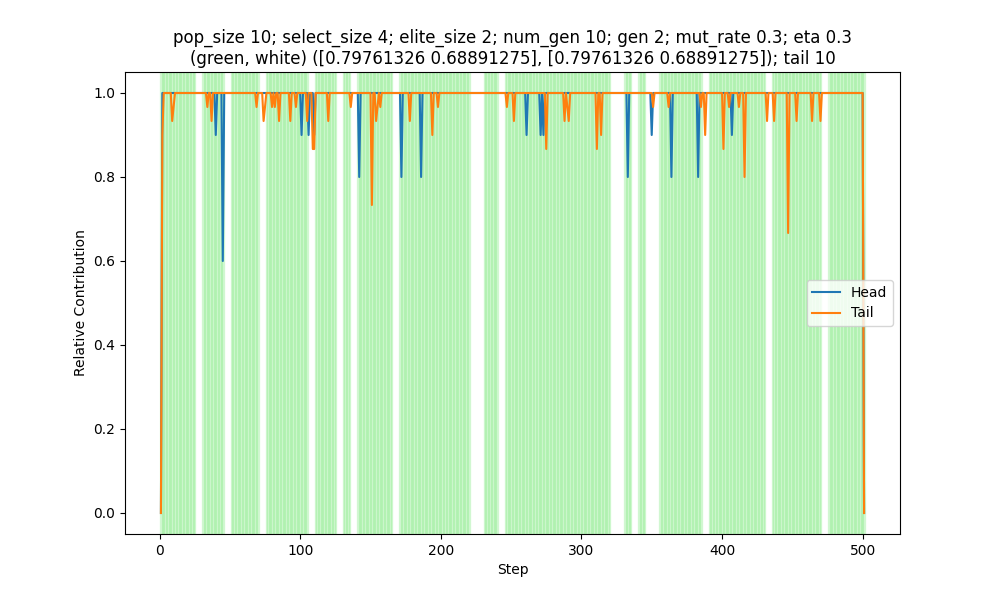 pop_size 10; select_size 4; elite_size 2; num_gen 10; gen 2; mut_rate 0.3; eta 0.3
(green, white) ([0.79761326 0.68891275], [0.79761326 0.68891275]); tail 10
1.0
0.8
0.6
0.4
0.2
0.0
Relative Contribution
Head
Tail
0
100
200
300
400
500
Step